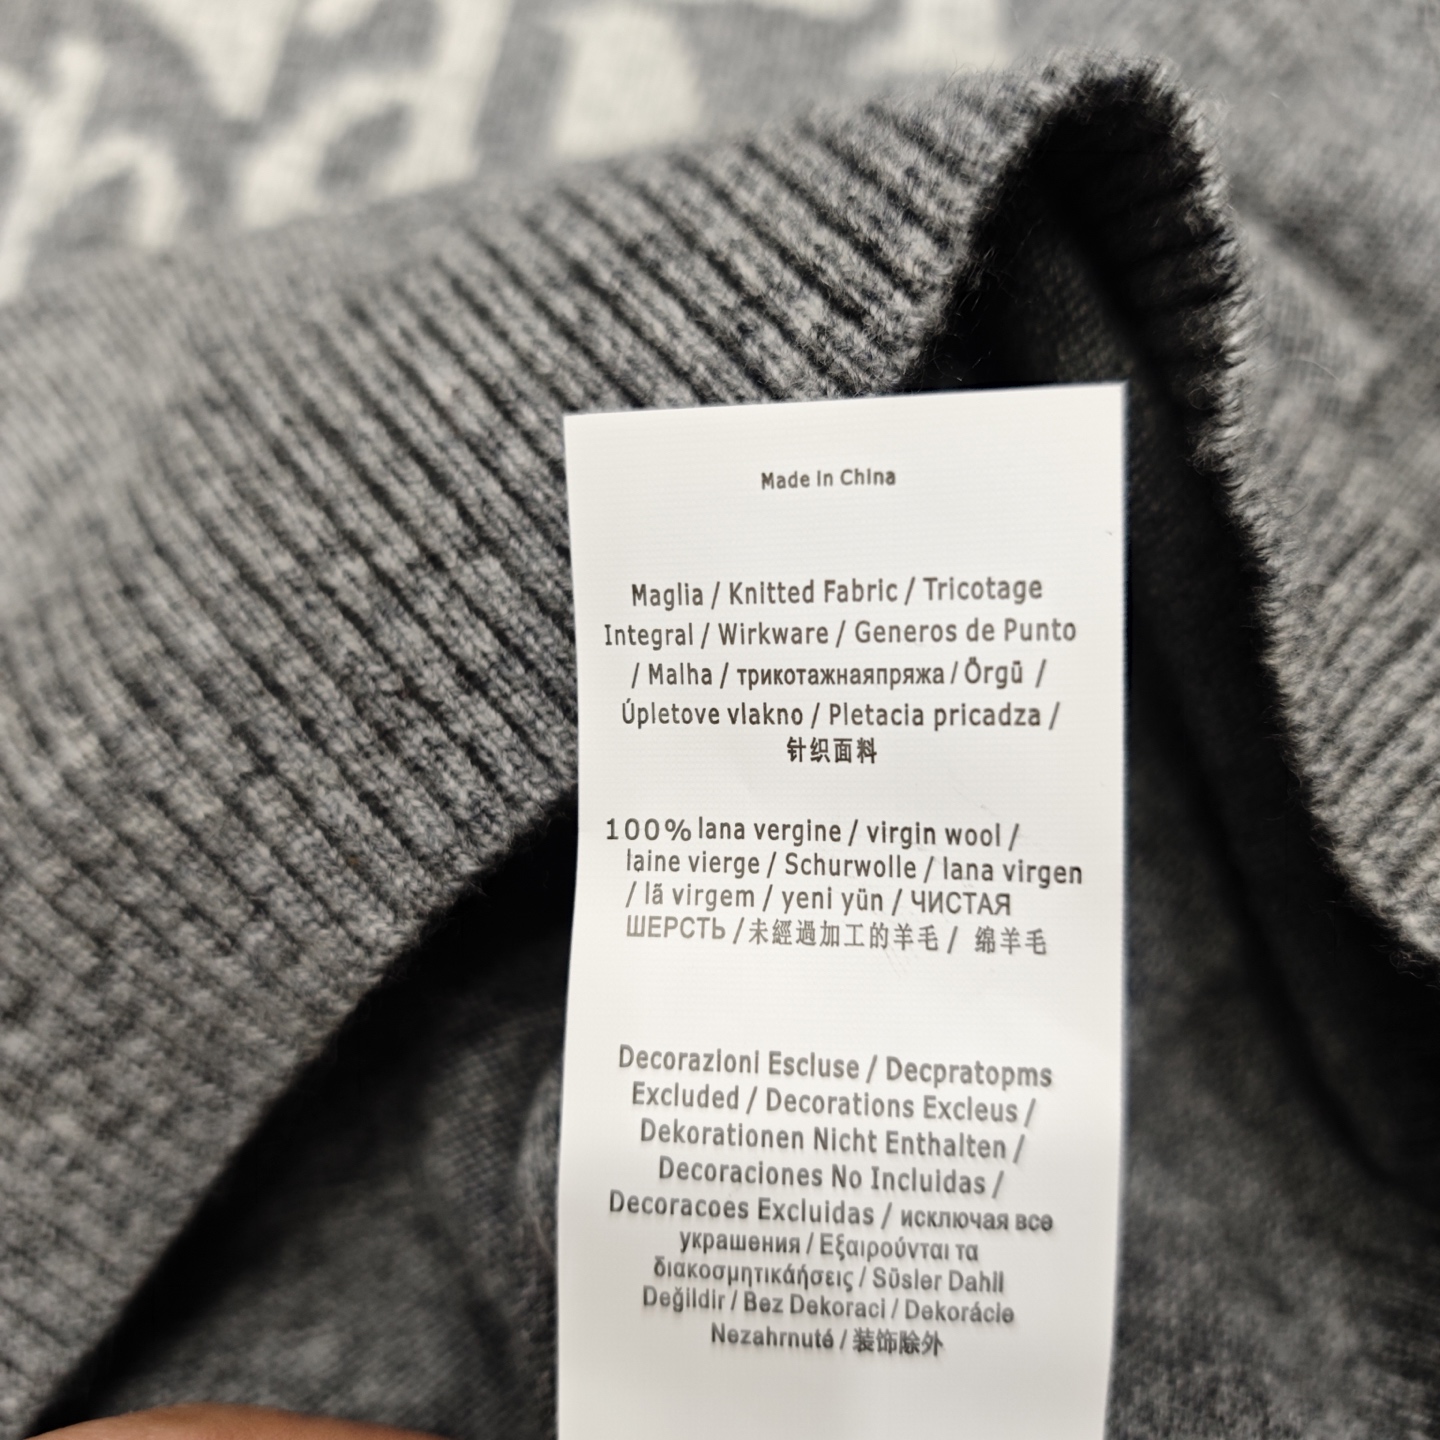 Made In China
Maglia / Knitted Fabric / Tricotage
Integral / Wirkware / Generos de Punto
/ Malha / трикотажнаяпряжа / Örgū /
Úpletove vlakno / Pletacia pricadza /
针织面料
100% lana vergine / virgin wool /
laine vierge / Schurwolle / lana virgen
/ lã virgem / yeni yün / ЧИСТАЯ
ШЕРСТЬ / 未經過加工的羊毛 / 绵羊毛
Decorazioni Escluse / Decpratopms
Excluded / Decorations Excleus /
Dekorationen Nicht Enthalten /
Decoraciones No Incluidas /
Decoracoes Excluidas / исключая все
украшения / Εξαιρούνται τα
διακοσμητικάήσεις / Süsler Dahil
Değildir / Bez Dekoraci / Dekorácie
Nezahrnuté / 装饰除外